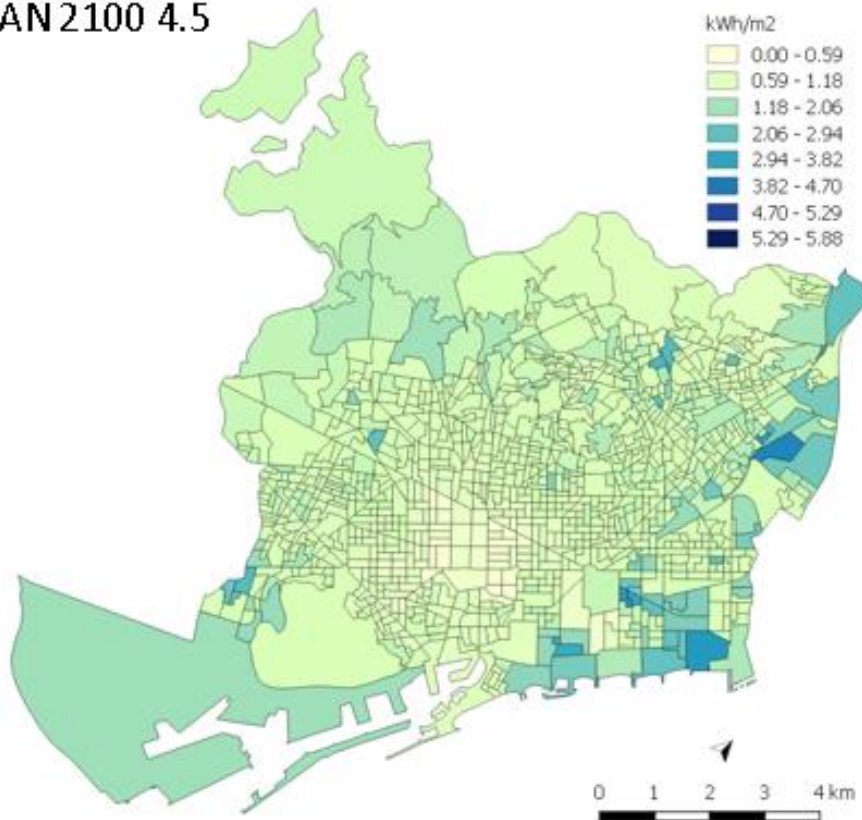 AN 2100 4.5
kWh/m2
0.00 - 0.59
0.59 - 1.18
1.18 - 2.06
2.06 - 2.94
2.94 - 3.82
3.82 - 4.70
4.70 - 5.29
5.29 - 5.88
0 1 2 3 4 km